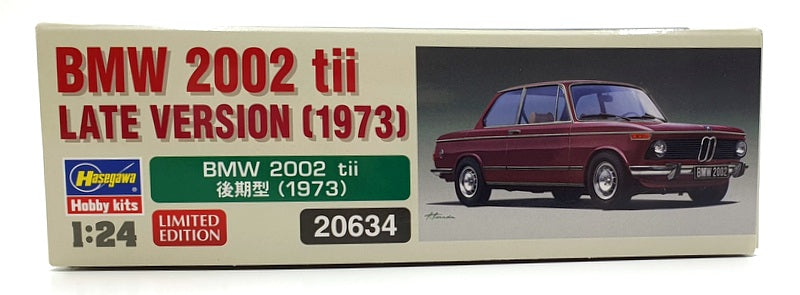 BMW 2002 tii
LATE VERSION (1973)
Hasegawa
Hobby kits
BMW 2002 tii
後期型 (1973)
1:24
LIMITED
EDITION
20634
BMW 2002